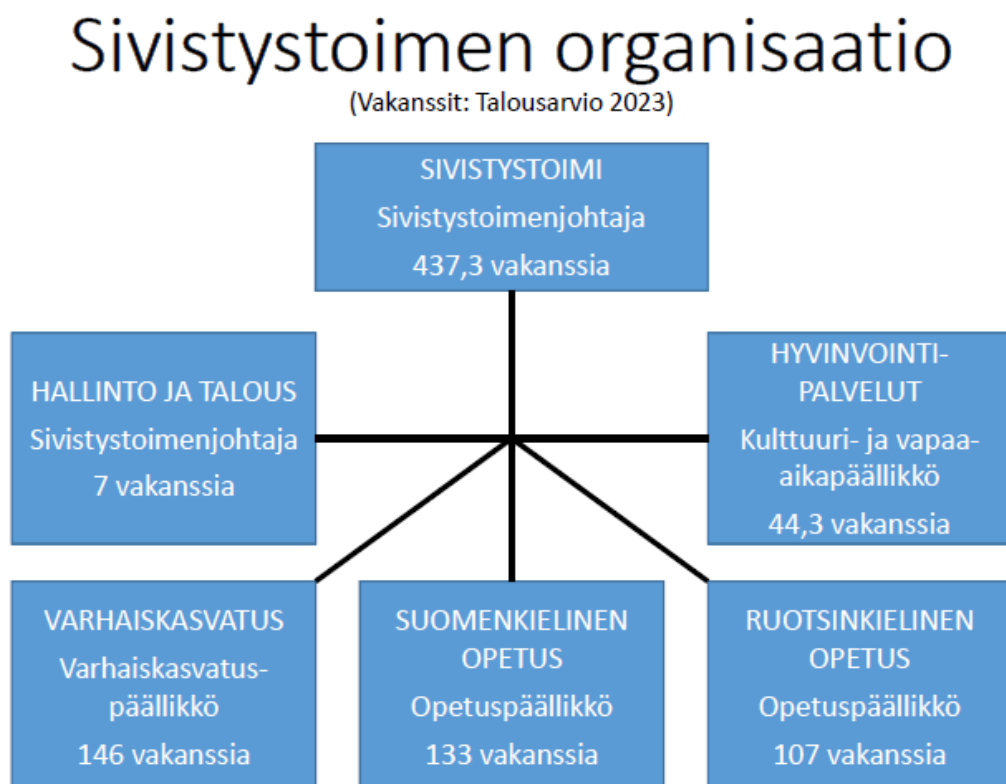 Sivistystoimen organisaatio
(Vakanssit: Talousarvio 2023)
SIVISTYSTOIMI
Sivistystoimenjohtaja
437,3 vakanssia
HALLINTO JA TALOUS
Sivistystoimenjohtaja
7 vakanssia
HYVINVOINTI-
PALVELUT
Kulttuuri- ja vapaa-
aikapäällikkö
44,3 vakanssia
VARHAISKASVATUS
Varhaiskasvatus-
päällikkö
146 vakanssia
SUOMENKIELINEN
OPETUS
Opetuspäällikkö
133 vakanssia
RUOTSINKIELINEN
OPETUS
Opetuspäällikkö
107 vakanssia